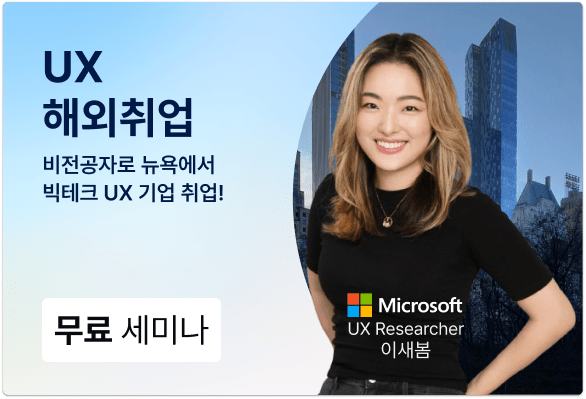 UX
해외취업
비전공자로 뉴욕에서
빅테크 UX 기업 취업!
무료 세미나
Microsoft
UX Researcher
이새봄